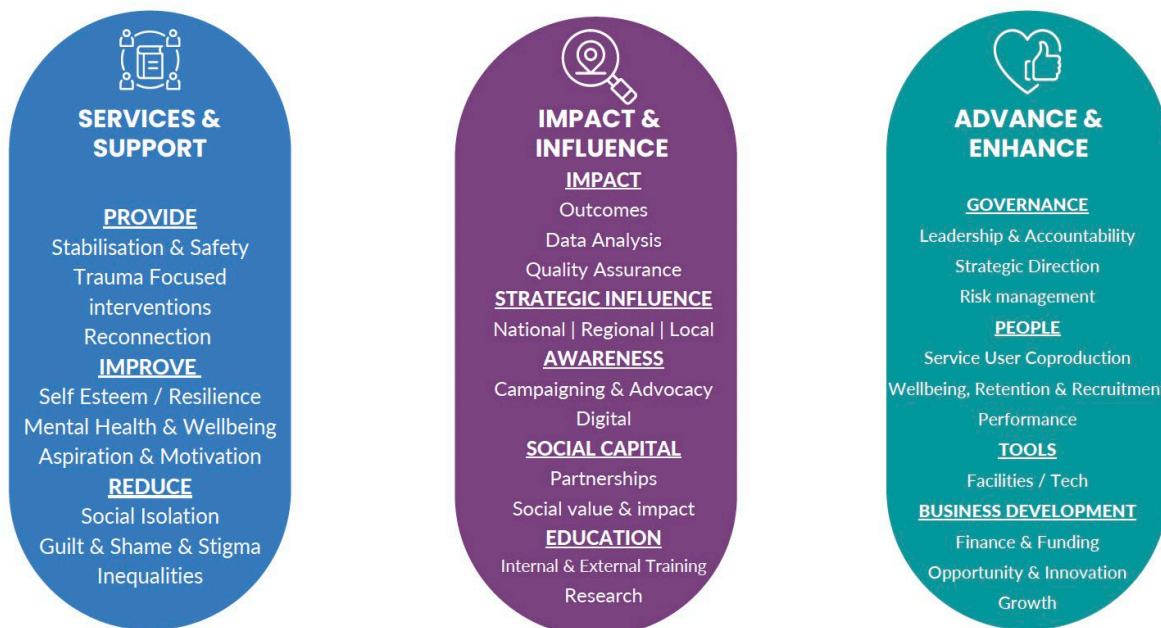 SERVICES &
SUPPORT
PROVIDE
Stabilisation & Safety
Trauma Focused
interventions
Reconnection
IMPROVE
Self Esteem / Resilience
Mental Health & Wellbeing
Aspiration & Motivation
REDUCE
Social Isolation
Guilt & Shame & Stigma
Inequalities
IMPACT &
INFLUENCE
IMPACT
Outcomes
Data Analysis
Quality Assurance
STRATEGIC INFLUENCE
National | Regional | Local
AWARENESS
Campaigning & Advocacy
Digital
SOCIAL CAPITAL
Partnerships
Social value & impact
EDUCATION
Internal & External Training
Research
ADVANCE &
ENHANCE
GOVERNANCE
Leadership & Accountability
Strategic Direction
Risk management
PEOPLE
Service User Coproduction
Wellbeing, Retention & Recruitmen
Performance
TOOLS
Facilities / Tech
BUSINESS DEVELOPMENT
Finance & Funding
Opportunity & Innovation
Growth